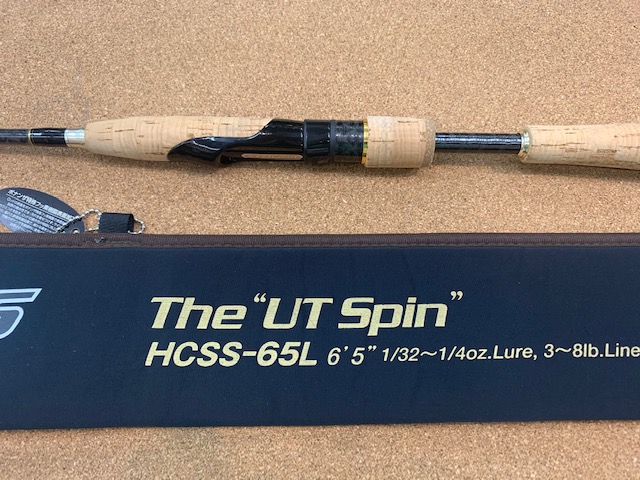 The "UT Spin"
HCSS-65L 6'5" 1/32～1/4oz.Lure, 3～8lb.Line